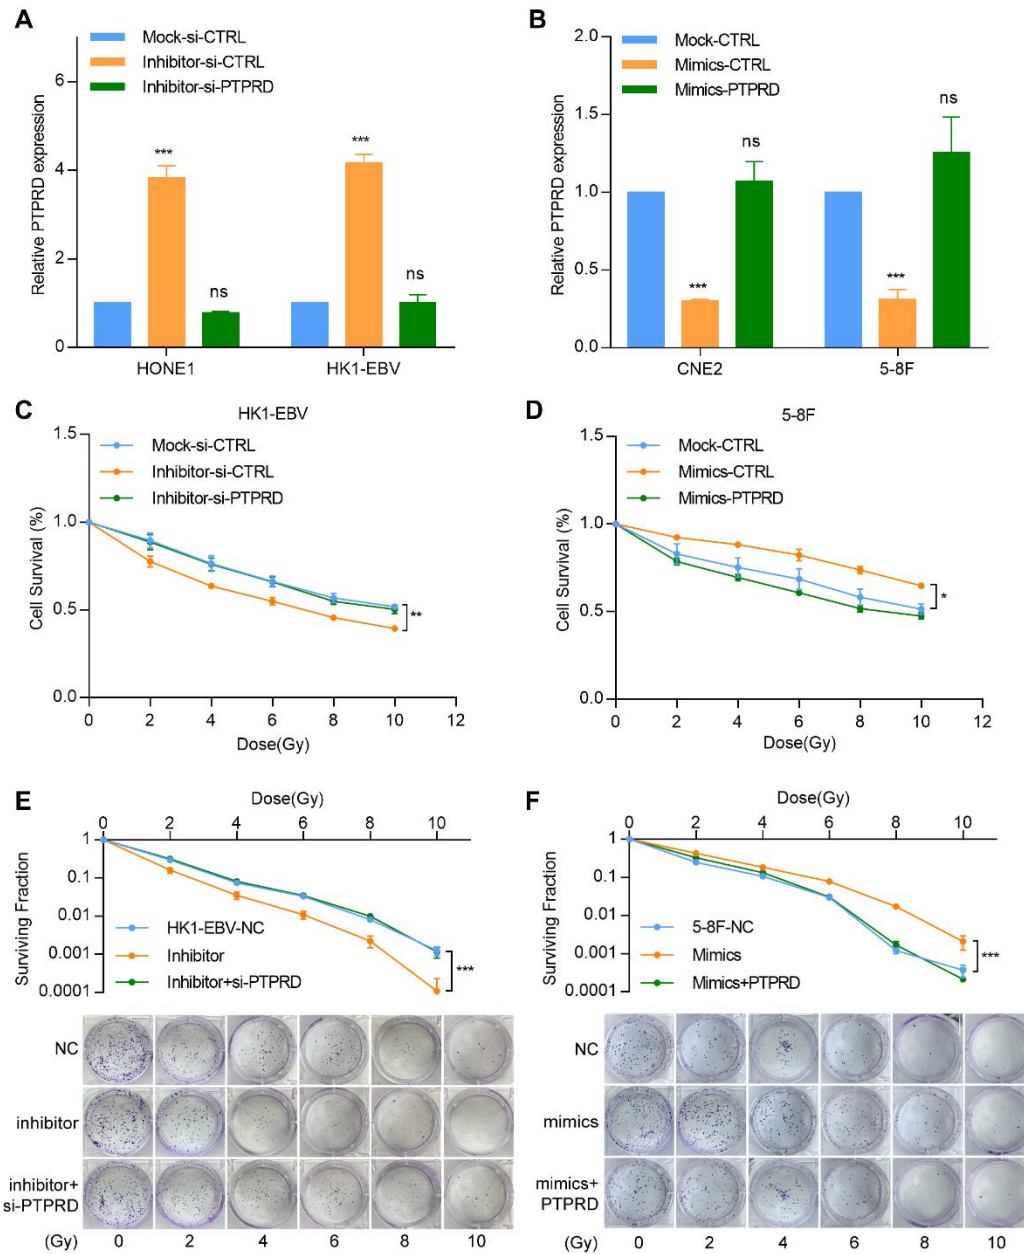 A
Mock-si-CTRL
Inhibitor-si-CTRL
Inhibitor-si-PTPRD
Relative PTPRD expression
6
4
2
0
***
ns
***
ns
HONE1
HK1-EBV
B
Mock-CTRL
Mimics-CTRL
Mimics-PTPRD
Relative PTPRD expression
2.0
1.5
1.0
0.5
0.0
***
ns
***
ns
CNE2
5-8F
C
HK1-EBV
Mock-si-CTRL
Inhibitor-si-CTRL
Inhibitor-si-PTPRD
Cell Survival (%)
1.5
1.0
0.5
0.0
**
0 2 4 6 8 10 12
Dose(Gy)
D
5-8F
Mock-CTRL
Mimics-CTRL
Mimics-PTPRD
Cell Survival (%)
1.5
1.0
0.5
0.0
*
0 2 4 6 8 10 12
Dose(Gy)
E
Dose(Gy)
0 2 4 6 8 10
Surviving Fraction
1
0.1
0.01
0.001
0.0001
HK1-EBV-NC
Inhibitor
Inhibitor+si-PTPRD
***
NC
inhibitor
inhibitor+
si-PTPRD
(Gy) 0 2 4 6 8 10
F
Dose(Gy)
0 2 4 6 8 10
Surviving Fraction
1
0.1
0.01
0.001
0.0001
5-8F-NC
Mimics
Mimics+PTPRD
***
NC
mimics
mimics+
PTPRD
(Gy) 0 2 4 6 8 10